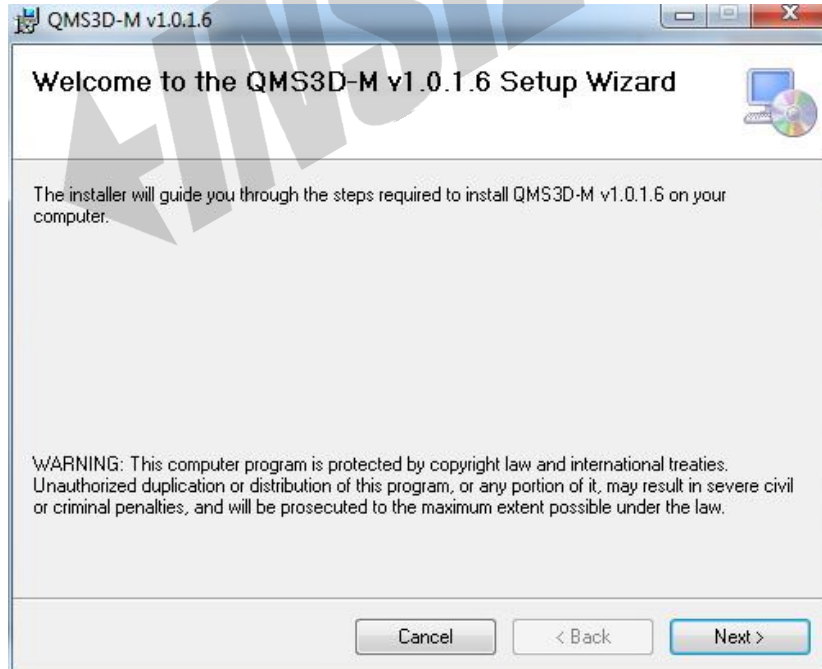 QMS3D-M v1.0.1.6
Welcome to the QMS3D-M v1.0.1.6 Setup Wizard
The installer will guide you through the steps required to install QMS3D-M v1.0.1.6 on your
computer.
WARNING: This computer program is protected by copyright law and international treaties.
Unauthorized duplication or distribution of this program, or any portion of it, may result in severe civil
or criminal penalties, and will be prosecuted to the maximum extent possible under the law.
Cancel
< Back
Next >